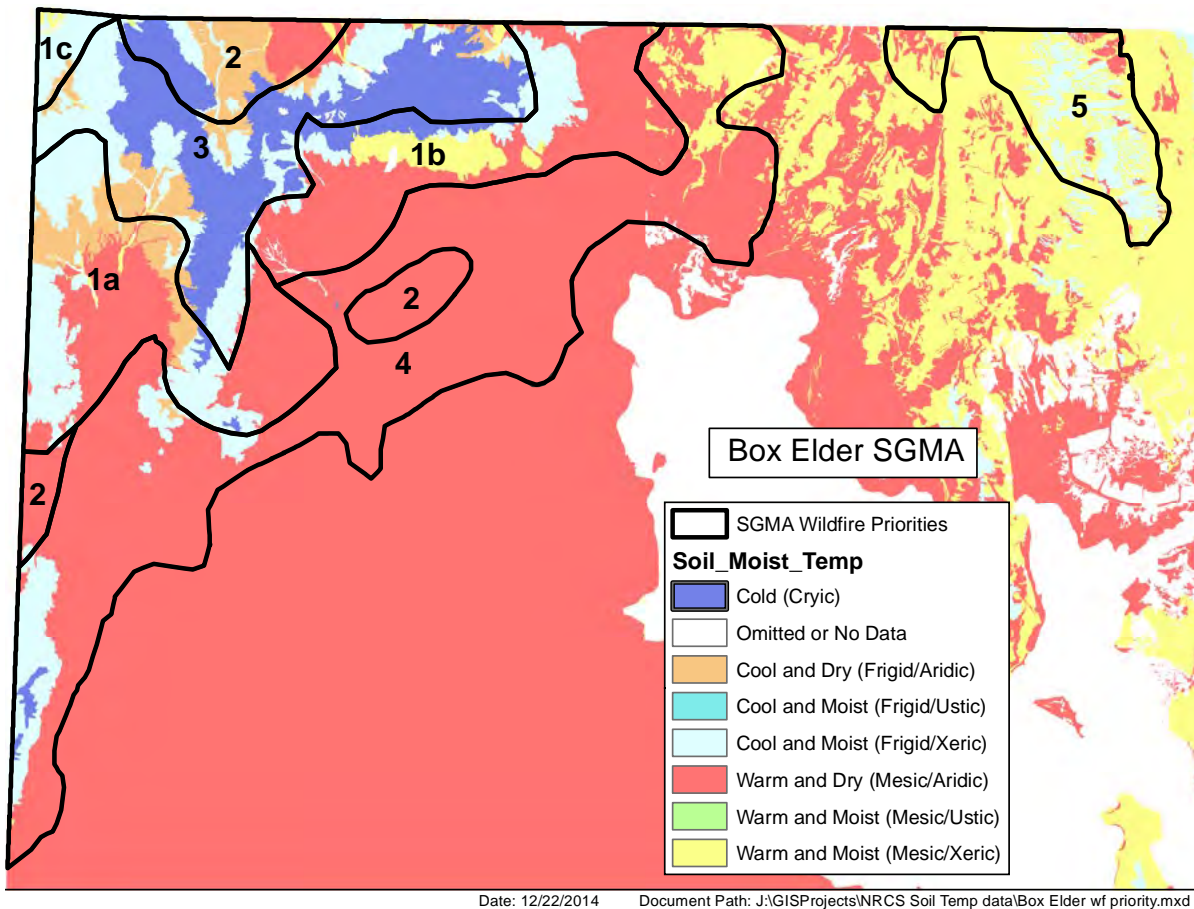 1c
2
5
3
1b
1a
2
4
2
Box Elder SGMA
SGMA Wildfire Priorities
Soil_Moist_Temp
Cold (Cryic)
Omitted or No Data
Cool and Dry (Frigid/Aridic)
Cool and Moist (Frigid/Ustic)
Cool and Moist (Frigid/Xeric)
Warm and Dry (Mesic/Aridic)
Warm and Moist (Mesic/Ustic)
Warm and Moist (Mesic/Xeric)
Date: 12/22/2014 Document Path: J:\GISProjects\NRCS Soil Temp data\Box Elder wf priority.mxd